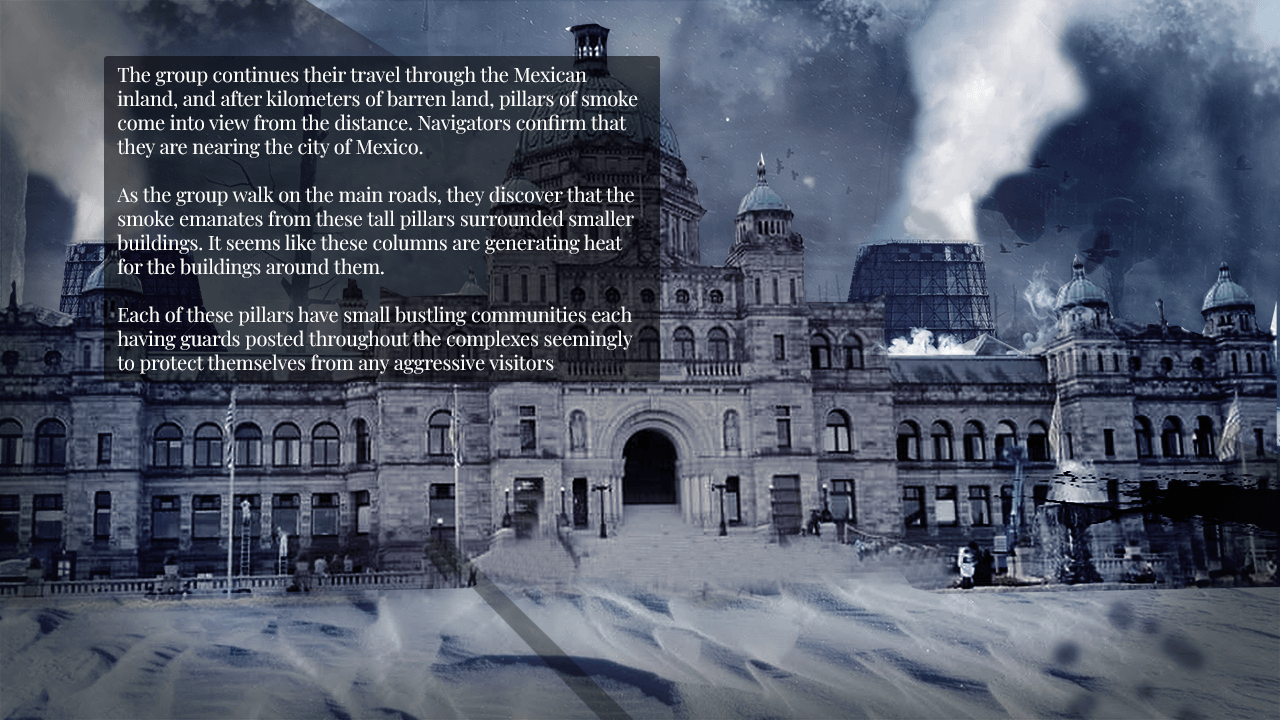 The group continues their travel through the Mexican
inland, and after kilometers of barren land, pillars of smoke
come into view from the distance. Navigators confirm that
they are nearing the city of Mexico.
As the group walk on the main roads, they discover that the
smoke emanates from these tall pillars surrounded smaller
buildings. It seems like these columns are generating heat
for the buildings around them.
Each of these pillars have small bustling communities each
having guards posted throughout the complexes seemingly
to protect themselves from any aggressive visitors